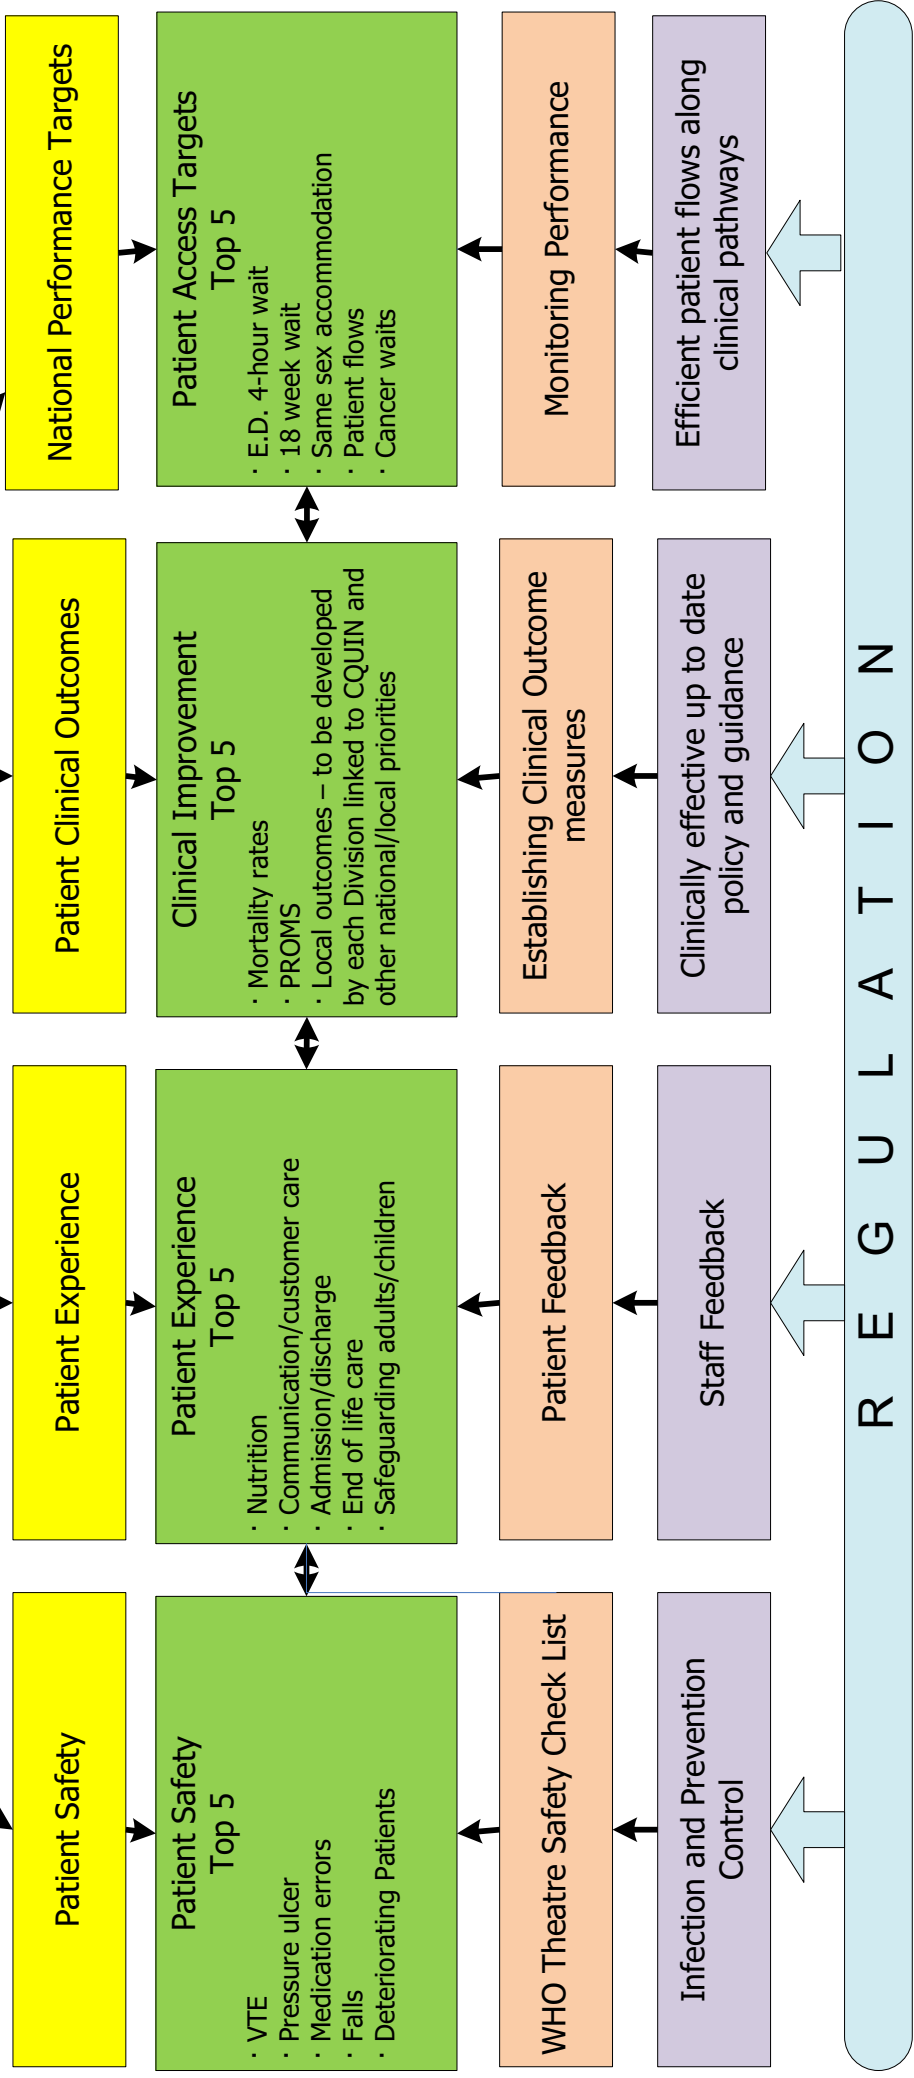 Patient Safety
Patient Experience
Patient Clinical Outcomes
National Performance Targets
Patient Safety
Top 5
· VTE
· Pressure ulcer
· Medication errors
· Falls
· Deteriorating Patients
Patient Experience
Top 5
· Nutrition
· Communication/customer care
· Admission/discharge
· End of life care
· Safeguarding adults/children
Clinical Improvement
Top 5
· Mortality rates
· PROMS
· Local outcomes – to be developed
by each Division linked to CQUIN and
other national/local priorities
Patient Access Targets
Top 5
· E.D. 4-hour wait
· 18 week wait
· Same sex accommodation
· Patient flows
· Cancer waits
WHO Theatre Safety Check List
Patient Feedback
Establishing Clinical Outcome
measures
Monitoring Performance
Infection and Prevention
Control
Staff Feedback
Clinically effective up to date
policy and guidance
Efficient patient flows along
clinical pathways
R E G U L A T I O N